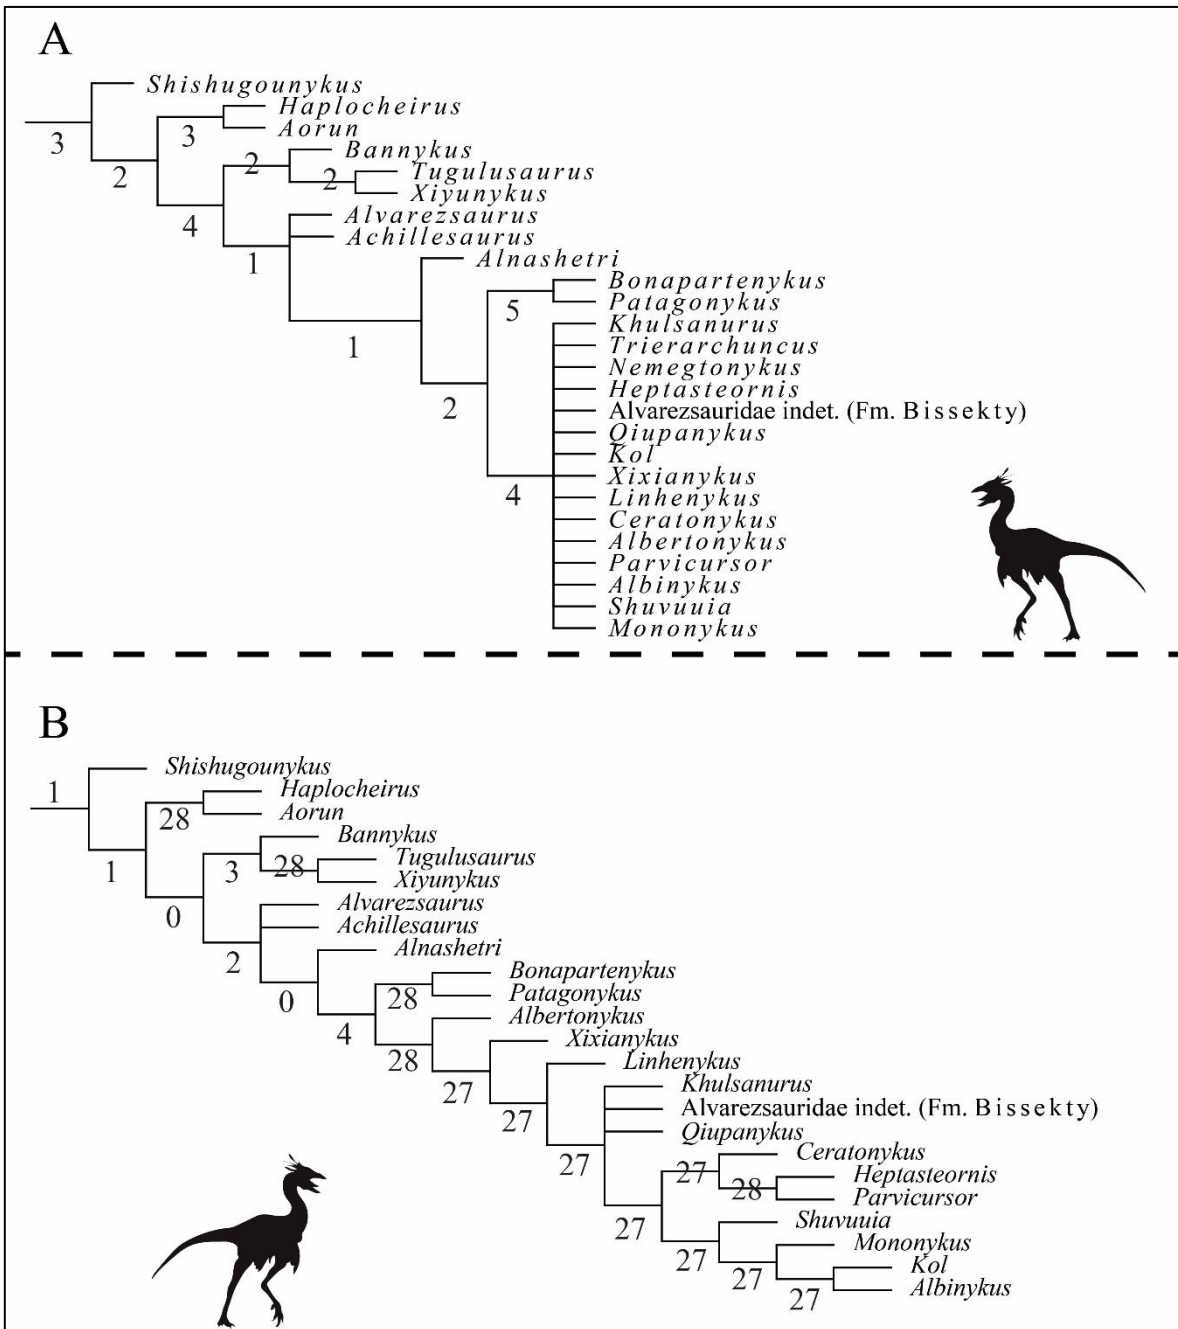 A
Shishugounykus
Haplocheirus
3
Aorun
3
Bannykus
2
2
Tugulusaurus
2
Xiyunykus
4
Alvarezsaurus
Achillesaurus
1
Alnashetri
Bonapartenykus
5
Patagonykus
Khulsanurus
1
Trierarchuncus
Nemegtonykus
Heptasteornis
Alvarezsauridae indet. (Fm. Bissekty)
2
Qiupanykus
Kol
Xixianykus
4
Linhenykus
Ceratonykus
Albertonykus
Parvicursor
Albinykus
Shuvuuia
Mononykus
B
Shishugounykus
1
Haplocheirus
28
Aorun
Bannykus
1
3
Tugulusaurus
28
Xiyunykus
Alvarezsaurus
0
Achillesaurus
Alnashetri
2
Bonapartenykus
28
Patagonykus
0
Albertonykus
4
Xixianykus
28
Linhenykus
27
Khulsanurus
Alvarezsauridae indet. (Fm. Bissekty)
27
Qiupanykus
Ceratonykus
27
27
Heptasteornis
28
Parvicursor
Shuvuuia
27
Mononykus
27
Kol
27
Albinykus
27